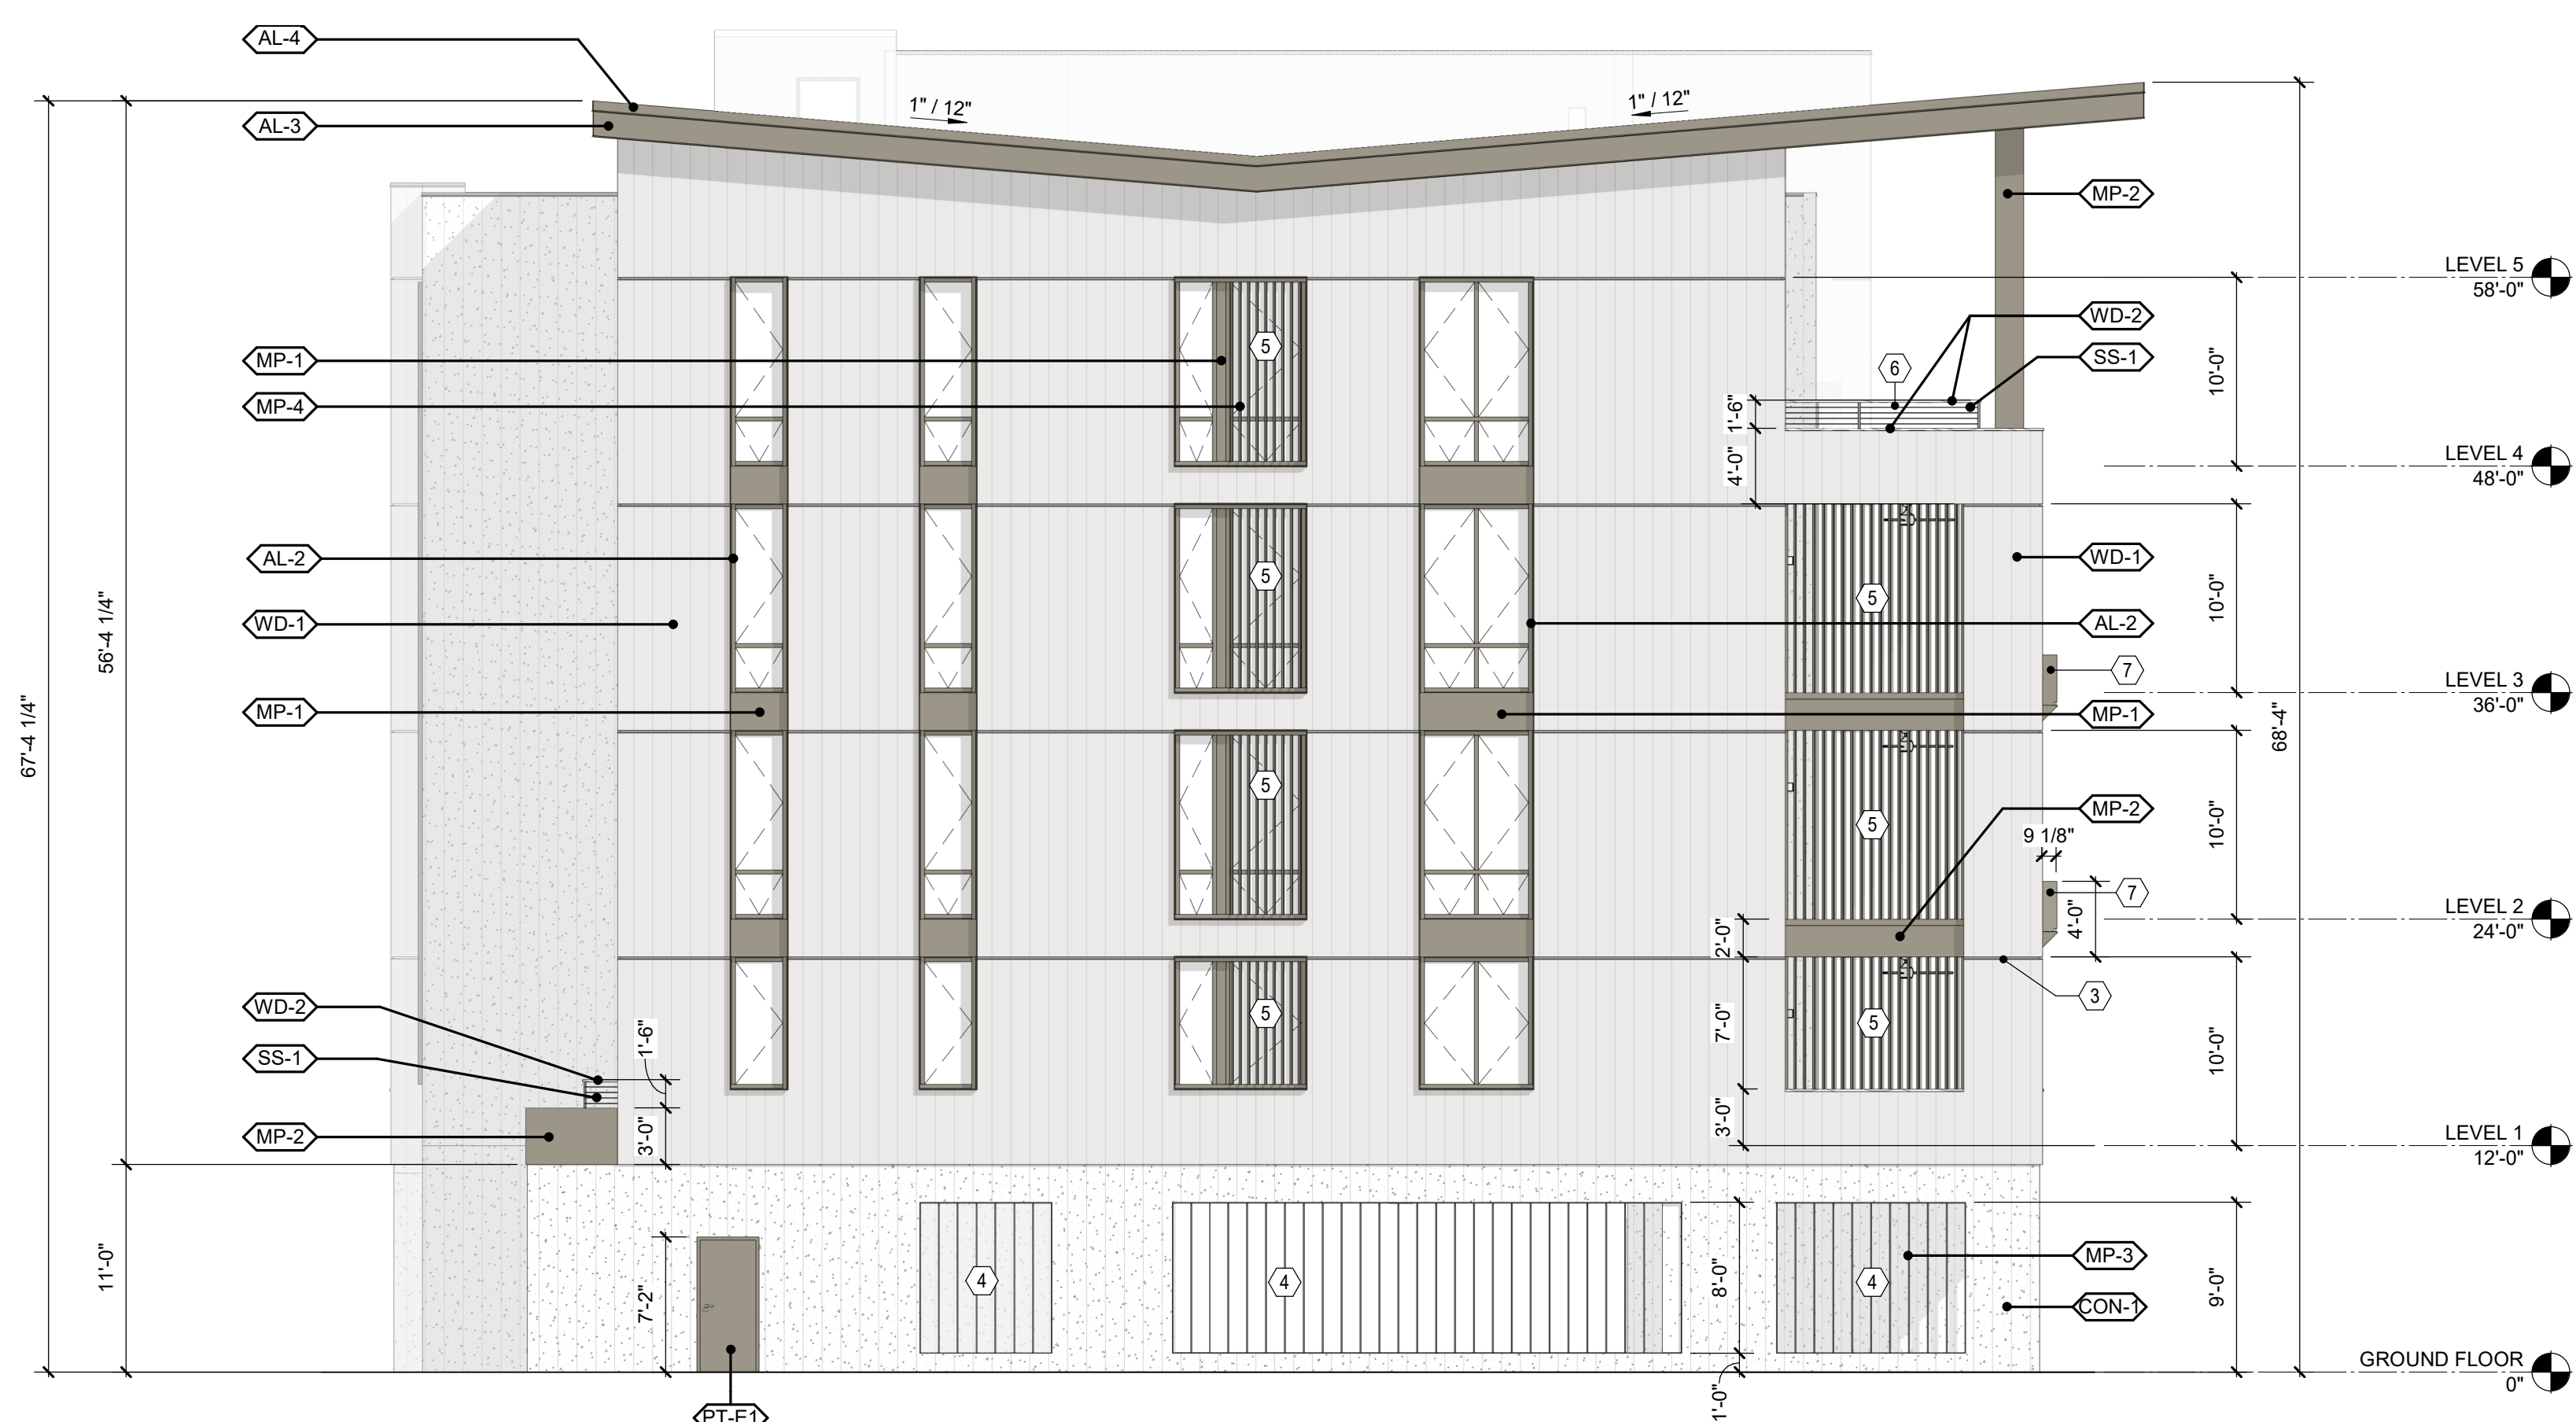 AL-4
AL-3
1" / 12"
1" / 12"
MP-2
LEVEL 5
58'-0"
WD-2
SS-1
MP-1
5
6
10'-0"
MP-4
1'-6"
4'-0"
LEVEL 4
48'-0"
AL-2
WD-1
5
5
WD-1
10'-0"
56'-4 1/4"
AL-2
7
LEVEL 3
36'-0"
MP-1
MP-1
67'-4 1/4"
68'-4"
5
5
MP-2
10'-0"
9 1/8"
7
4'-0"
LEVEL 2
24'-0"
2'-0"
WD-2
5
7'-0"
5
3
10'-0"
SS-1
1'-6"
MP-2
3'-0"
3'-0"
LEVEL 1
12'-0"
11'-0"
7'-2"
4
4
8'-0"
4
MP-3
9'-0"
CON-1
GROUND FLOOR
0"
1'-0"
PT-F1